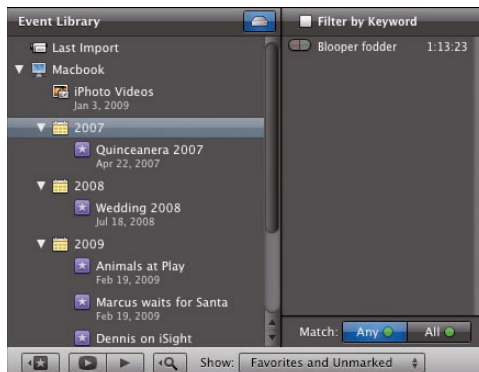 Event Library
Filter by Keyword
Last Import
Blooper fodder 1:13:23
Macbook
iPhoto Videos
Jan 3, 2009
2007
Quinceanera 2007
Apr 22, 2007
2008
Wedding 2008
Jul 18, 2008
2009
Animals at Play
Feb 19, 2009
Marcus waits for Santa
Feb 19, 2009
Dennis on iSight
Match: Any All
Show: Favorites and Unmarked